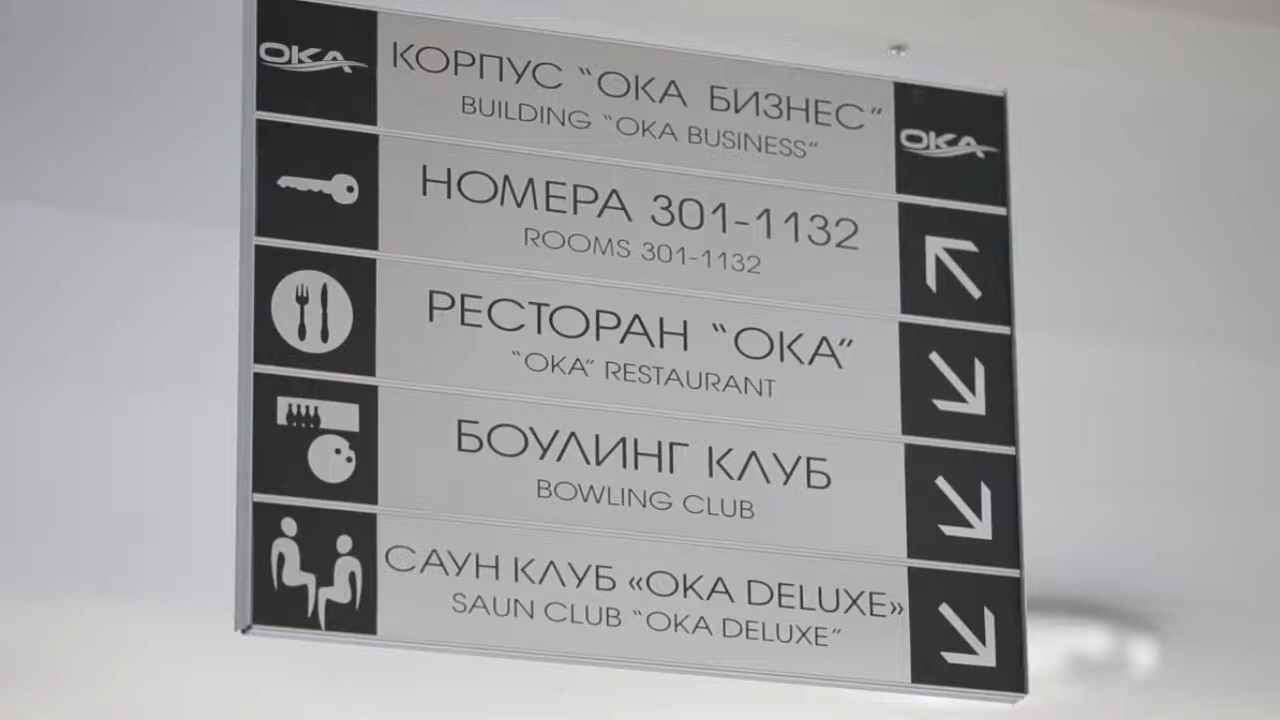 OKA
КОРПУС “ОКА БИЗНЕС”
BUILDING “OKA BUSINESS”
OKA
НОМЕРА 301-1132
ROOMS 301-1132
РЕСТОРАН “ОКА”
“OKA” RESTAURANT
БОУЛИНГ КЛУБ
BOWLING CLUB
САУН КЛУБ «OKA DELUXE»
SAUN CLUB “OKA DELUXE”